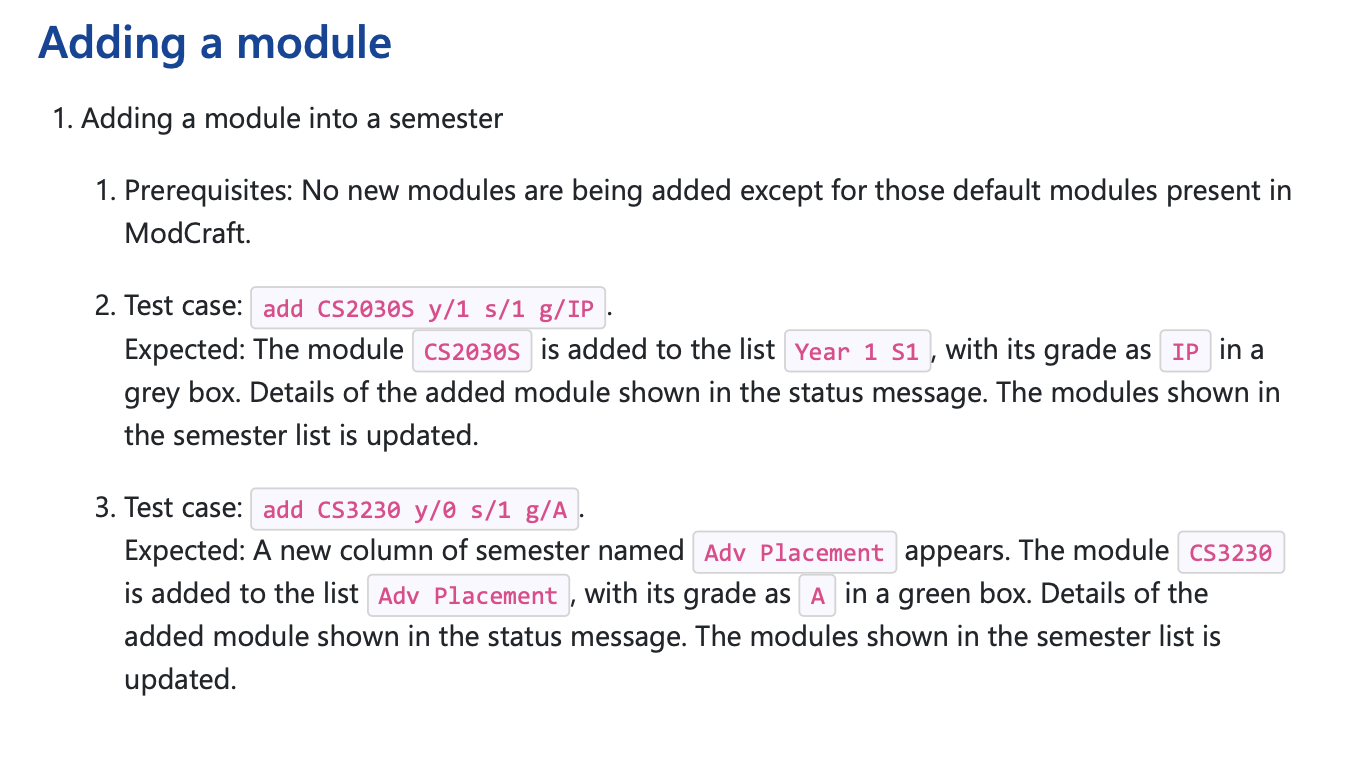 Adding a module
1. Adding a module into a semester
1. Prerequisites: No new modules are being added except for those default modules present in
ModCraft.
2. Test case: add CS2030S y/1 s/1 g/IP.
Expected: The module CS2030S is added to the list Year 1 S1, with its grade as IP in a
grey box. Details of the added module shown in the status message. The modules shown in
the semester list is updated.
3. Test case: add CS3230 y/0 s/1 g/A.
Expected: A new column of semester named Adv Placement appears. The module CS3230
is added to the list Adv Placement, with its grade as A in a green box. Details of the
added module shown in the status message. The modules shown in the semester list is
updated.